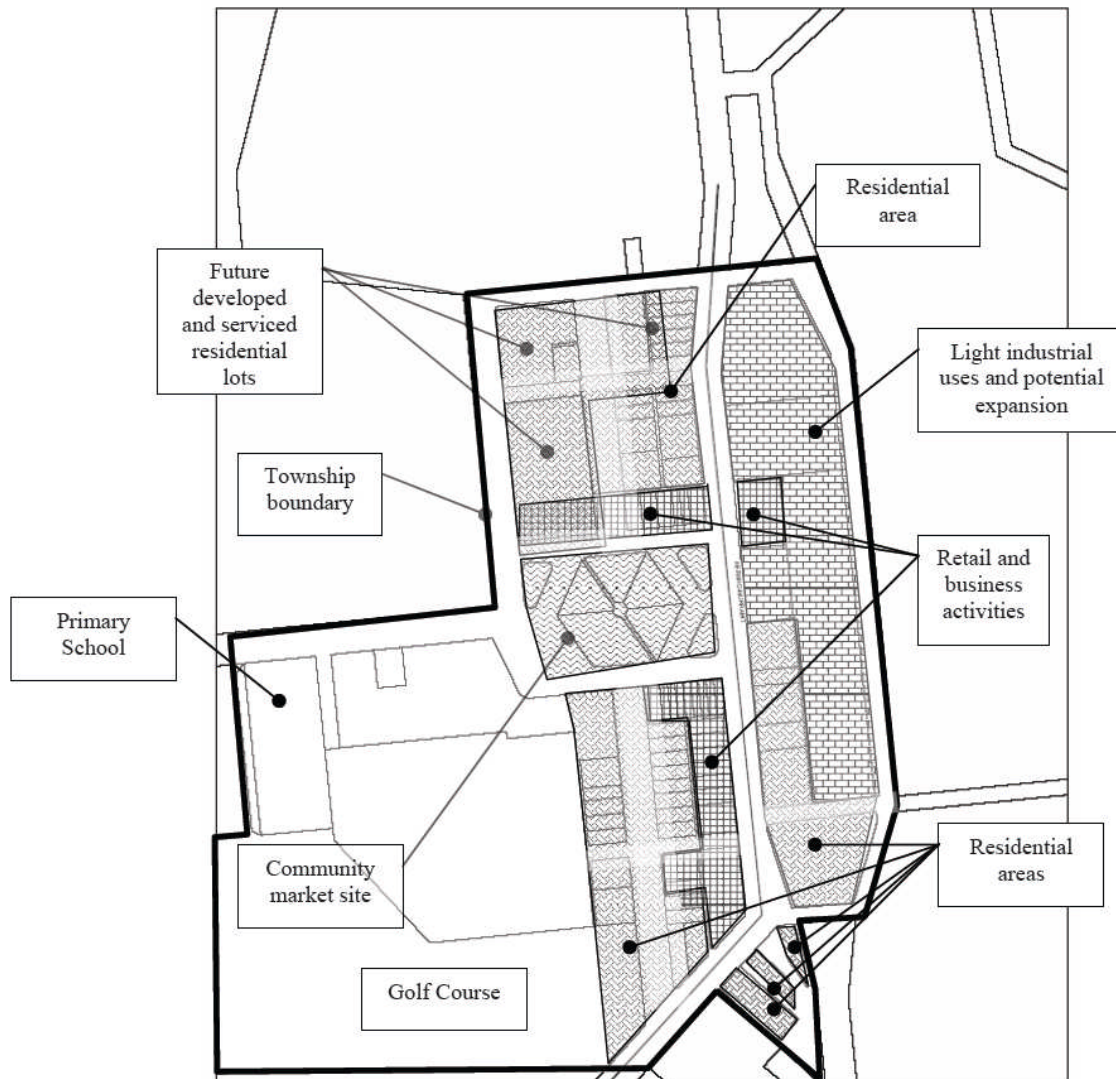 Residential
area
Future
developed
and serviced
residential
lots
Light industrial
uses and potential
expansion
Township
boundary
Retail and
business
activities
Primary
School
Community
market site
Residential
areas
Golf Course